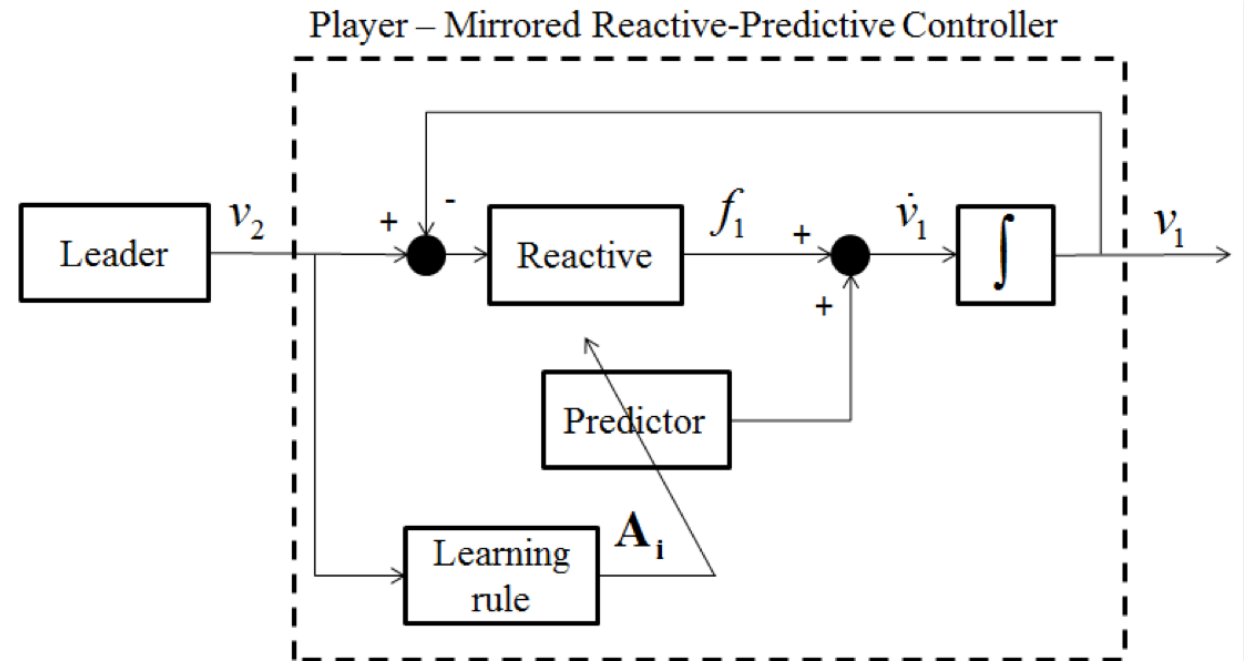 Player – Mirrored Reactive-Predictive Controller
Leader
v₂
+
-
Reactive
f₁
+
+
v̇₁
∫
v₁
Predictor
Learning
rule
Aᵢ